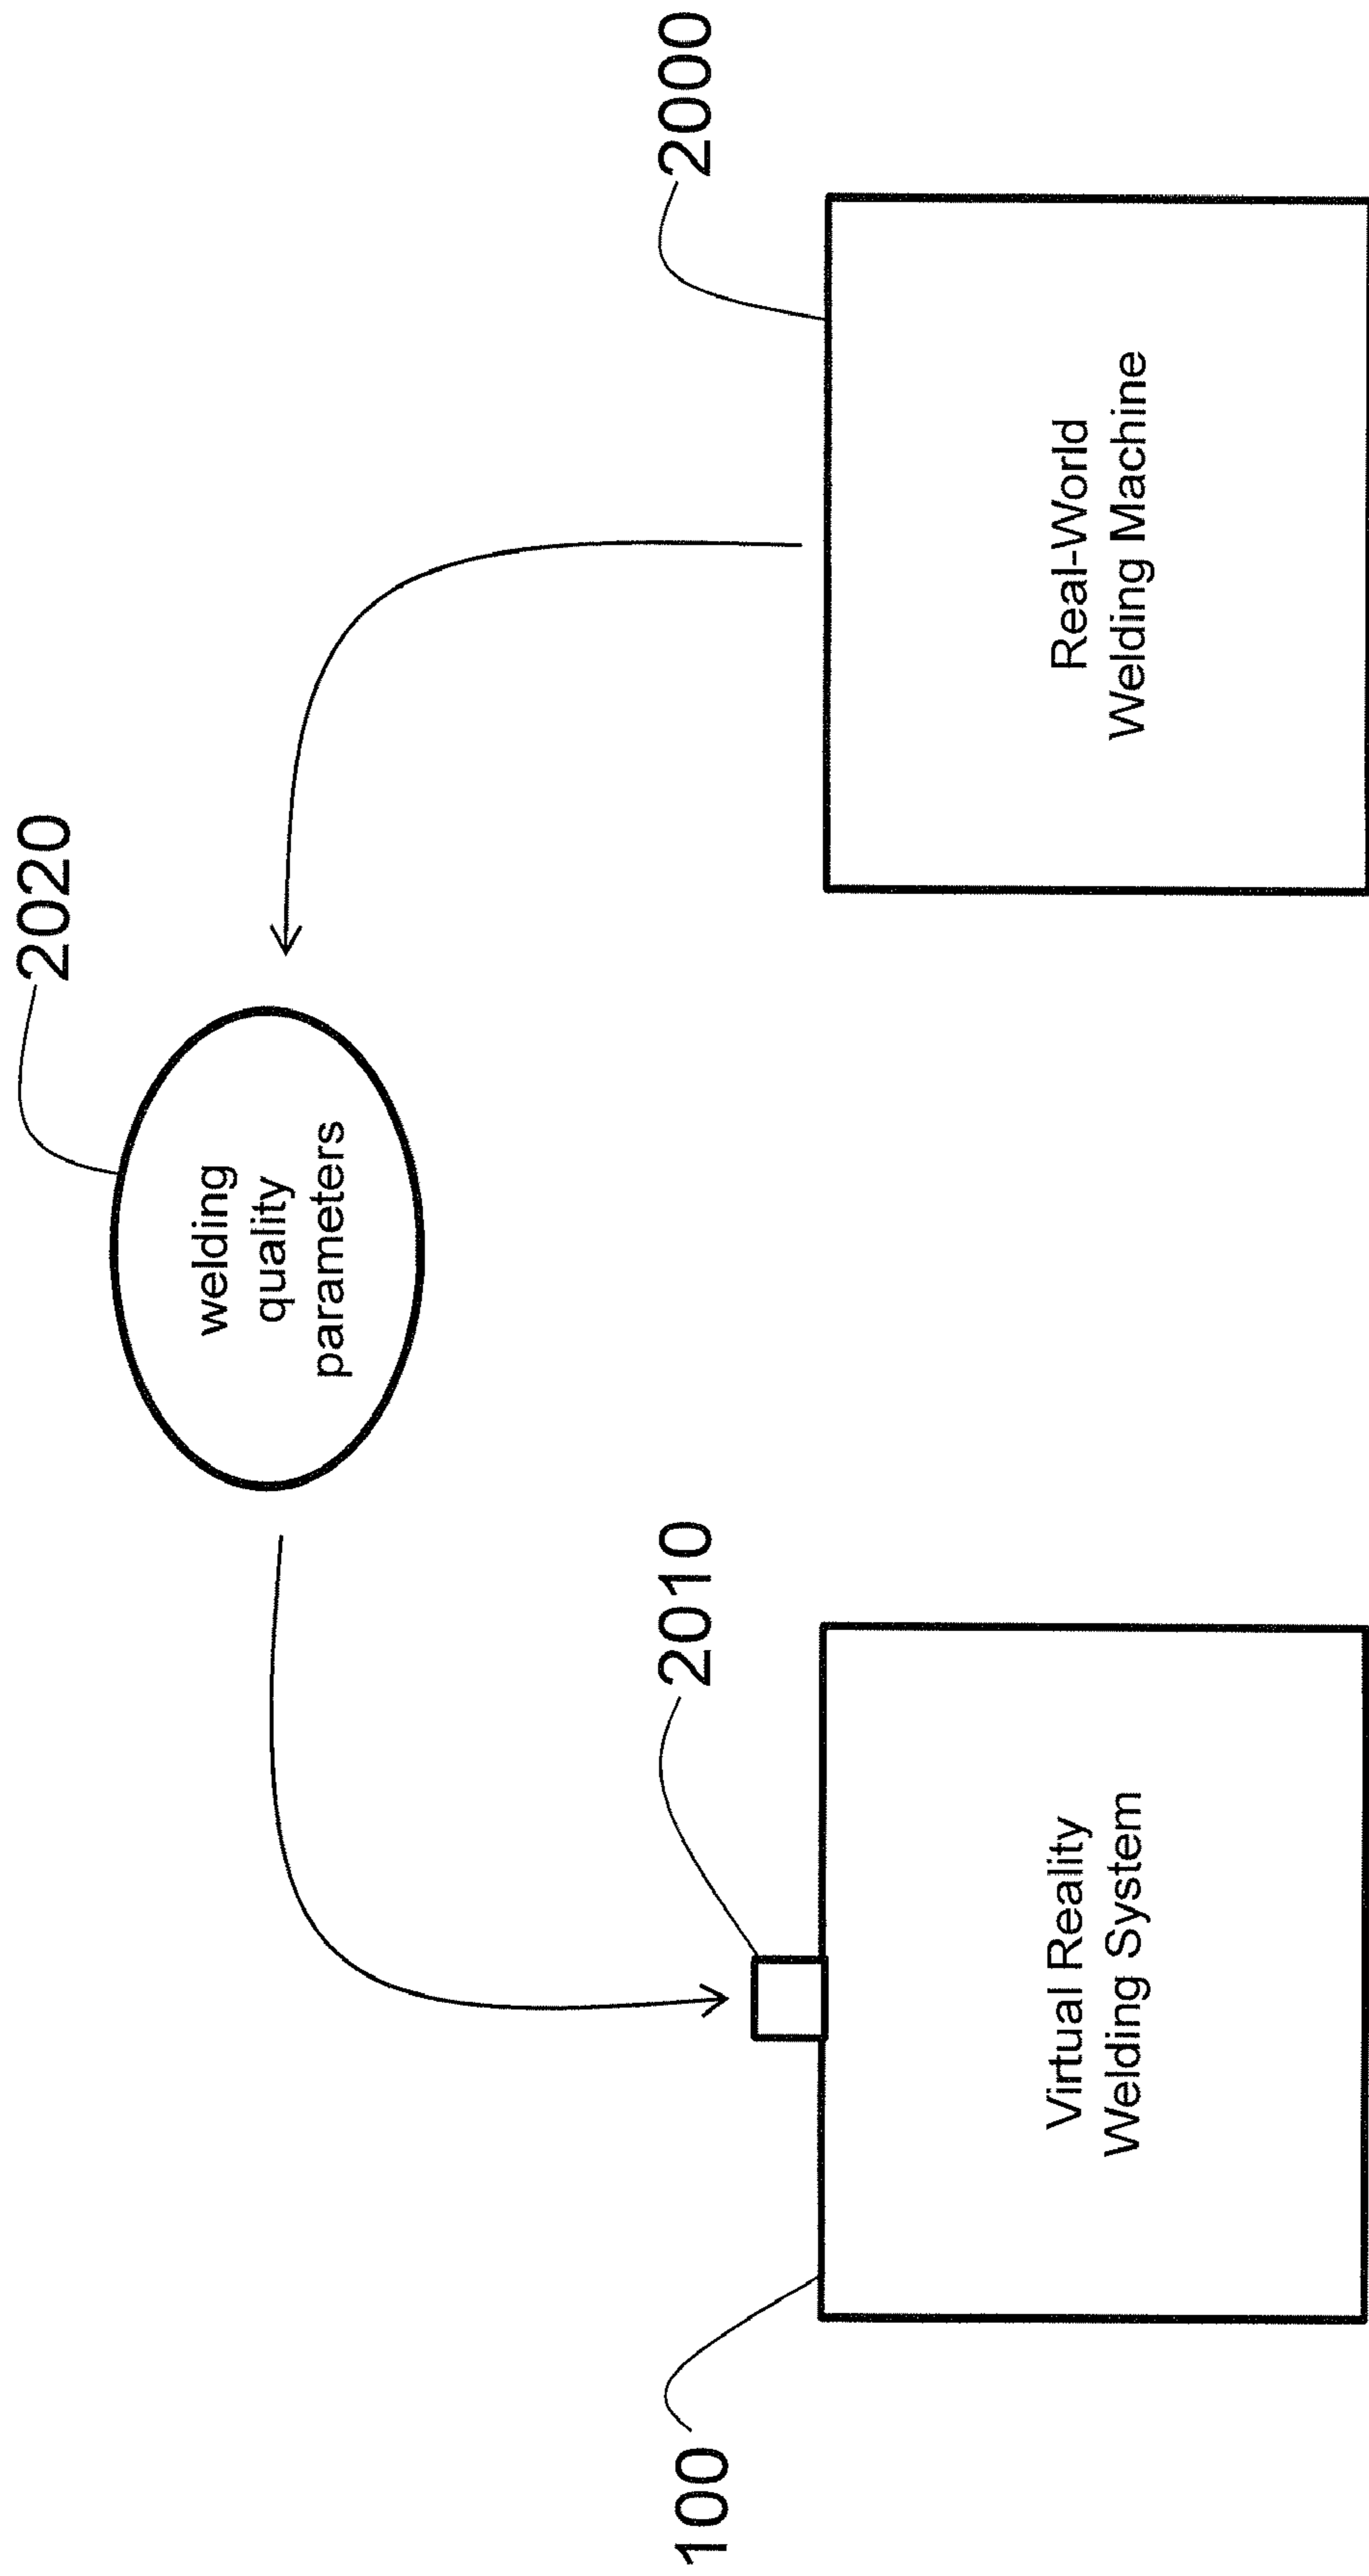 2020
welding
quality
parameters
2010
2000
100
Virtual Reality
Welding System
Real-World
Welding Machine